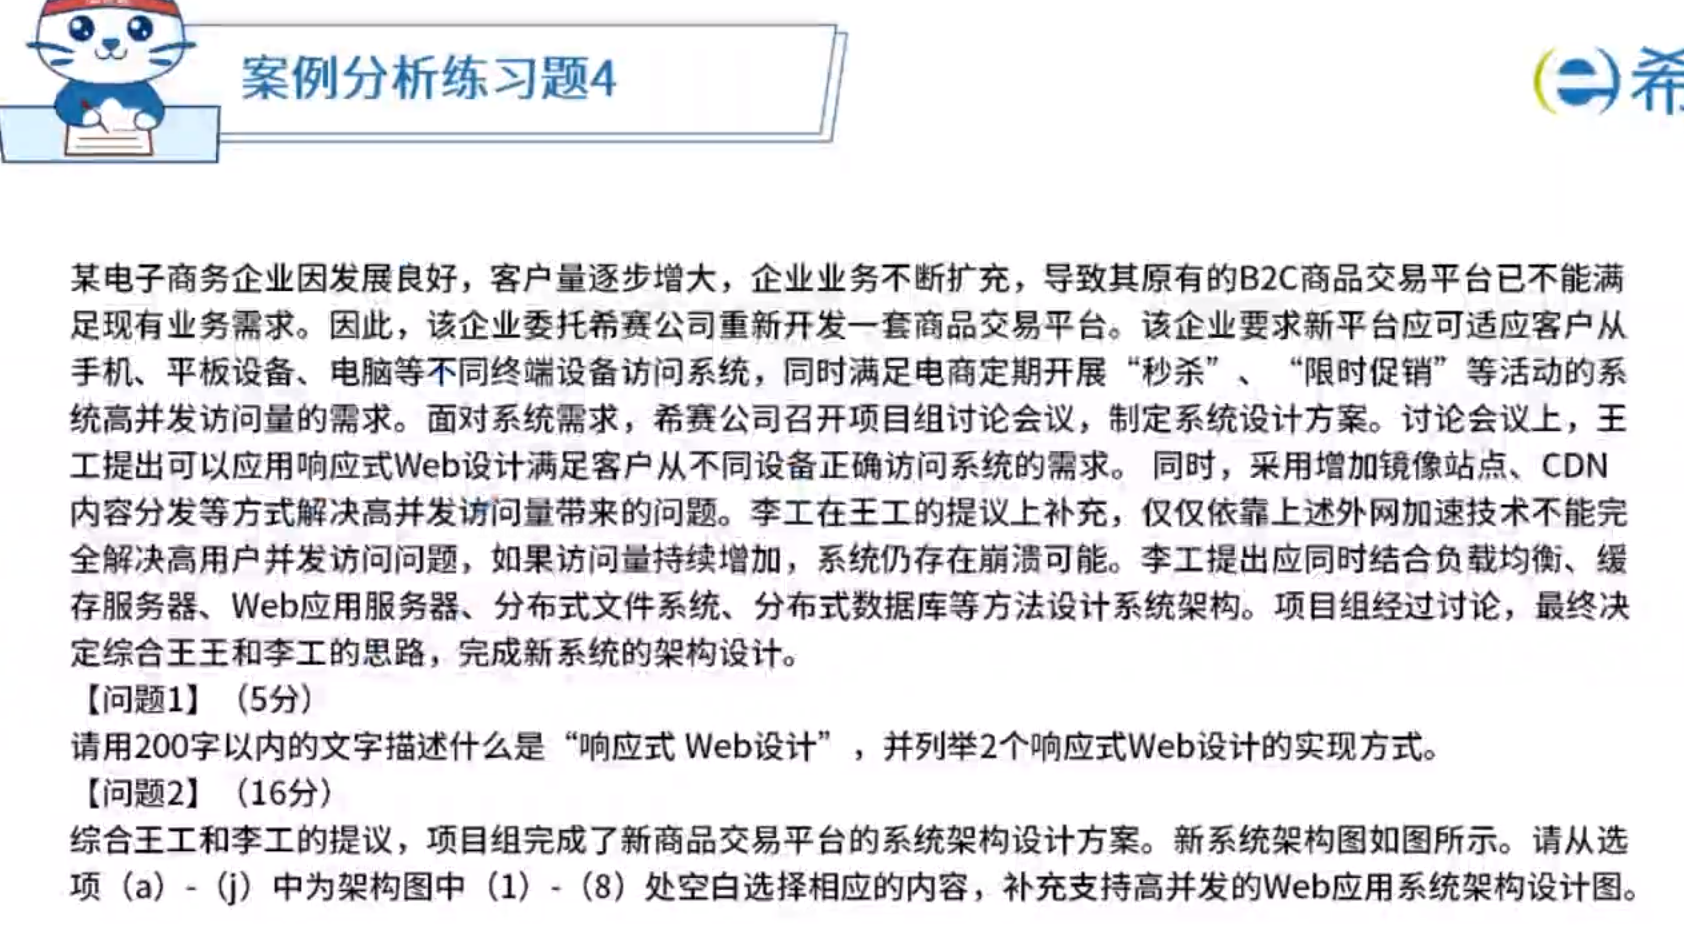 案例分析练习题4
希
某电子商务企业因发展良好，客户量逐步增大，企业业务不断扩充，导致其原有的B2C商品交易平台已不能满
足现有业务需求。因此，该企业委托希赛公司重新开发一套商品交易平台。该企业要求新平台应可适应客户从
手机、平板设备、电脑等不同终端设备访问系统，同时满足电商定期开展“秒杀”、“限时促销”等活动的系
统高并发访问量的需求。面对系统需求，希赛公司召开项目组讨论会议，制定系统设计方案。讨论会议上，王
工提出可以应用响应式Web设计满足客户从不同设备正确访问系统的需求。 同时，采用增加镜像站点、CDN
内容分发等方式解决高并发访问量带来的问题。李工在王工的提议上补充，仅仅依靠上述外网加速技术不能完
全解决高用户并发访问问题，如果访问量持续增加，系统仍存在崩溃可能。李工提出应同时结合负载均衡、缓
存服务器、Web应用服务器、分布式文件系统、分布式数据库等方法设计系统架构。项目组经过讨论，最终决
定综合王王和李工的思路，完成新系统的架构设计。
【问题1】（5分）
请用200字以内的文字描述什么是“响应式 Web设计”，并列举2个响应式Web设计的实现方式。
【问题2】（16分）
综合王工和李工的提议，项目组完成了新商品交易平台的系统架构设计方案。新系统架构图如图所示。请从选
项（a）-（j）中为架构图中（1）-（8）处空白选择相应的内容，补充支持高并发的Web应用系统架构设计图。